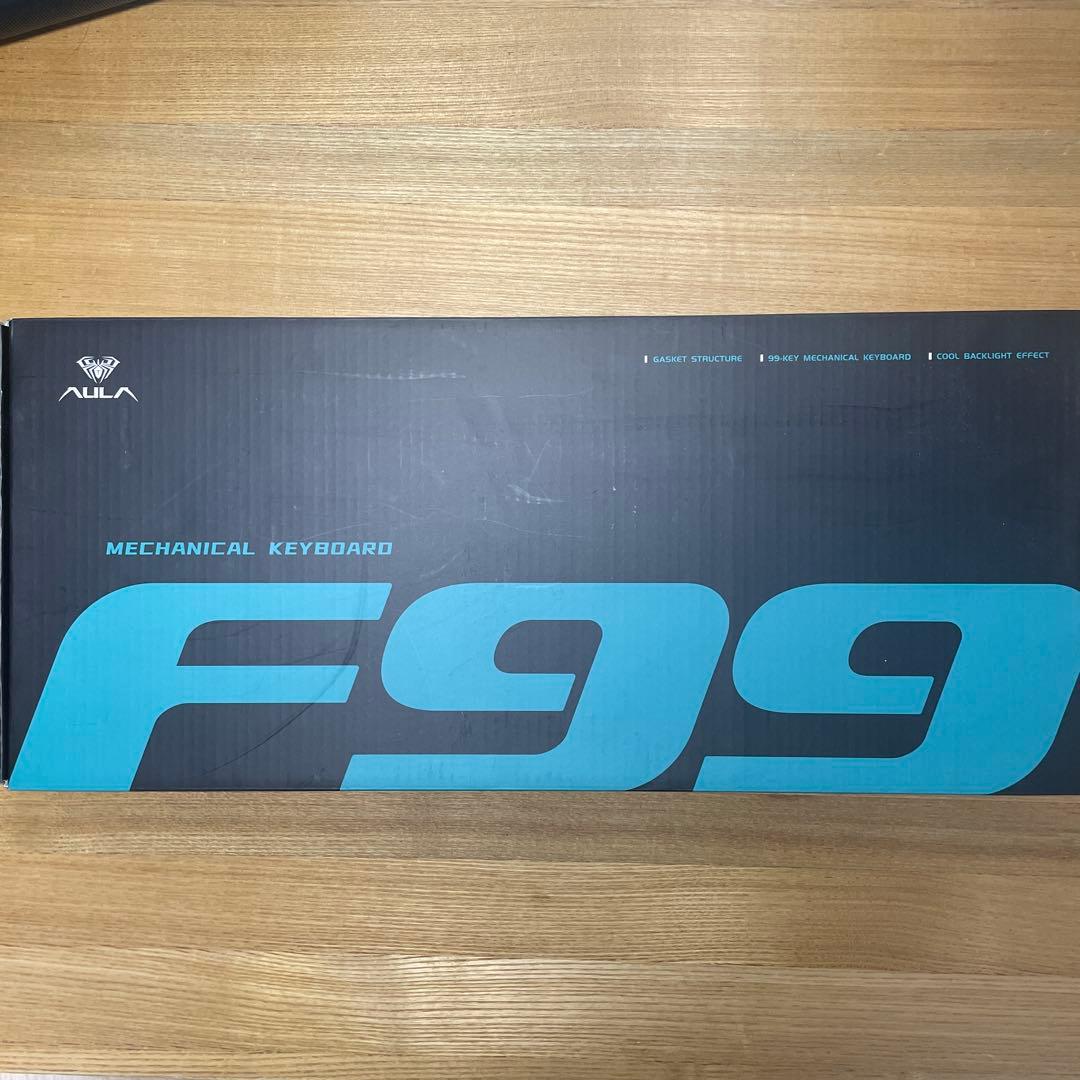 AULA
GASKET STRUCTURE
99-KEY MECHANICAL KEYBOARD
COOL BACKLIGHT EFFECT
MECHANICAL KEYBOARD
F99